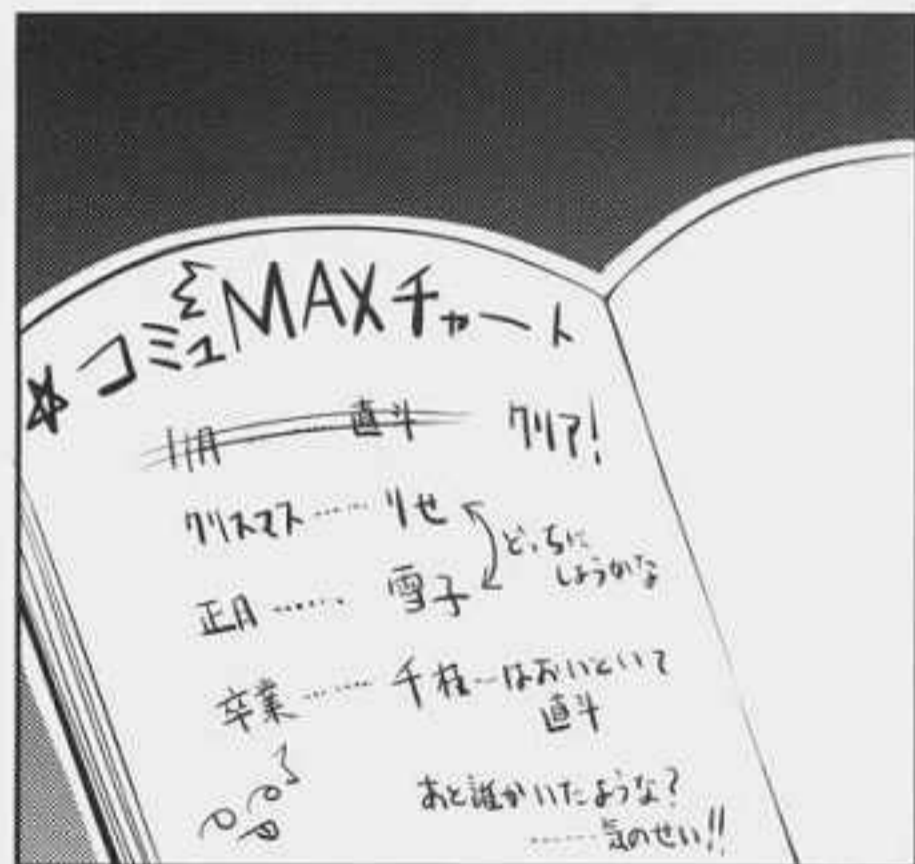 ☆コミュMAXチャート
11月……直斗 クリア!
クリスマス……りせ
どっちに
しようかな
正月……雪子
卒業……千枝…はおいといて
直斗
あと誰かいたような?
……気のせい!!